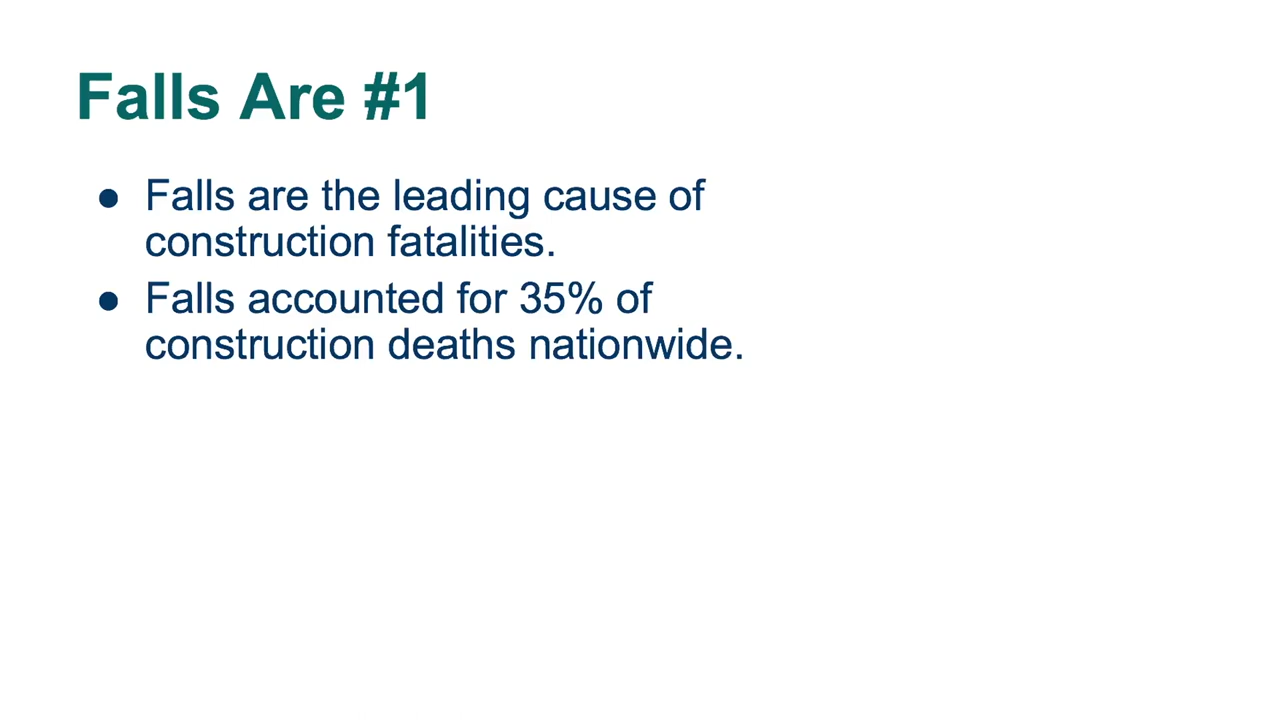 Falls Are #1
● Falls are the leading cause of
construction fatalities.
● Falls accounted for 35% of
construction deaths nationwide.